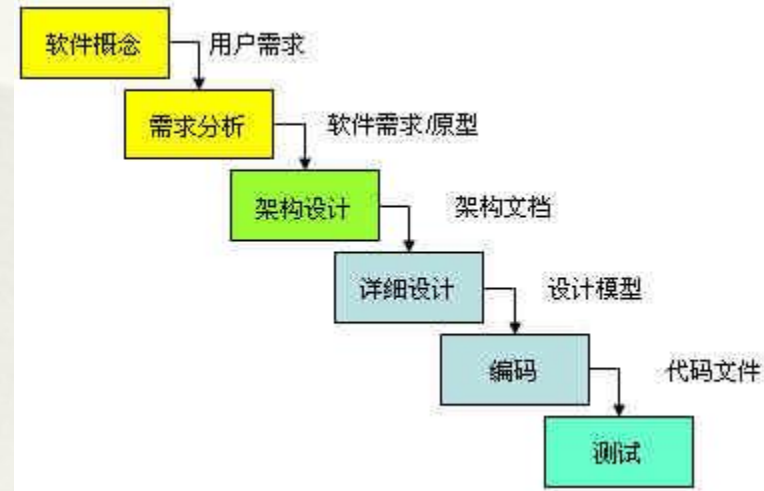 软件概念
用户需求
需求分析
软件需求/原型
架构设计
架构文档
详细设计
设计模型
编码
代码文件
测试